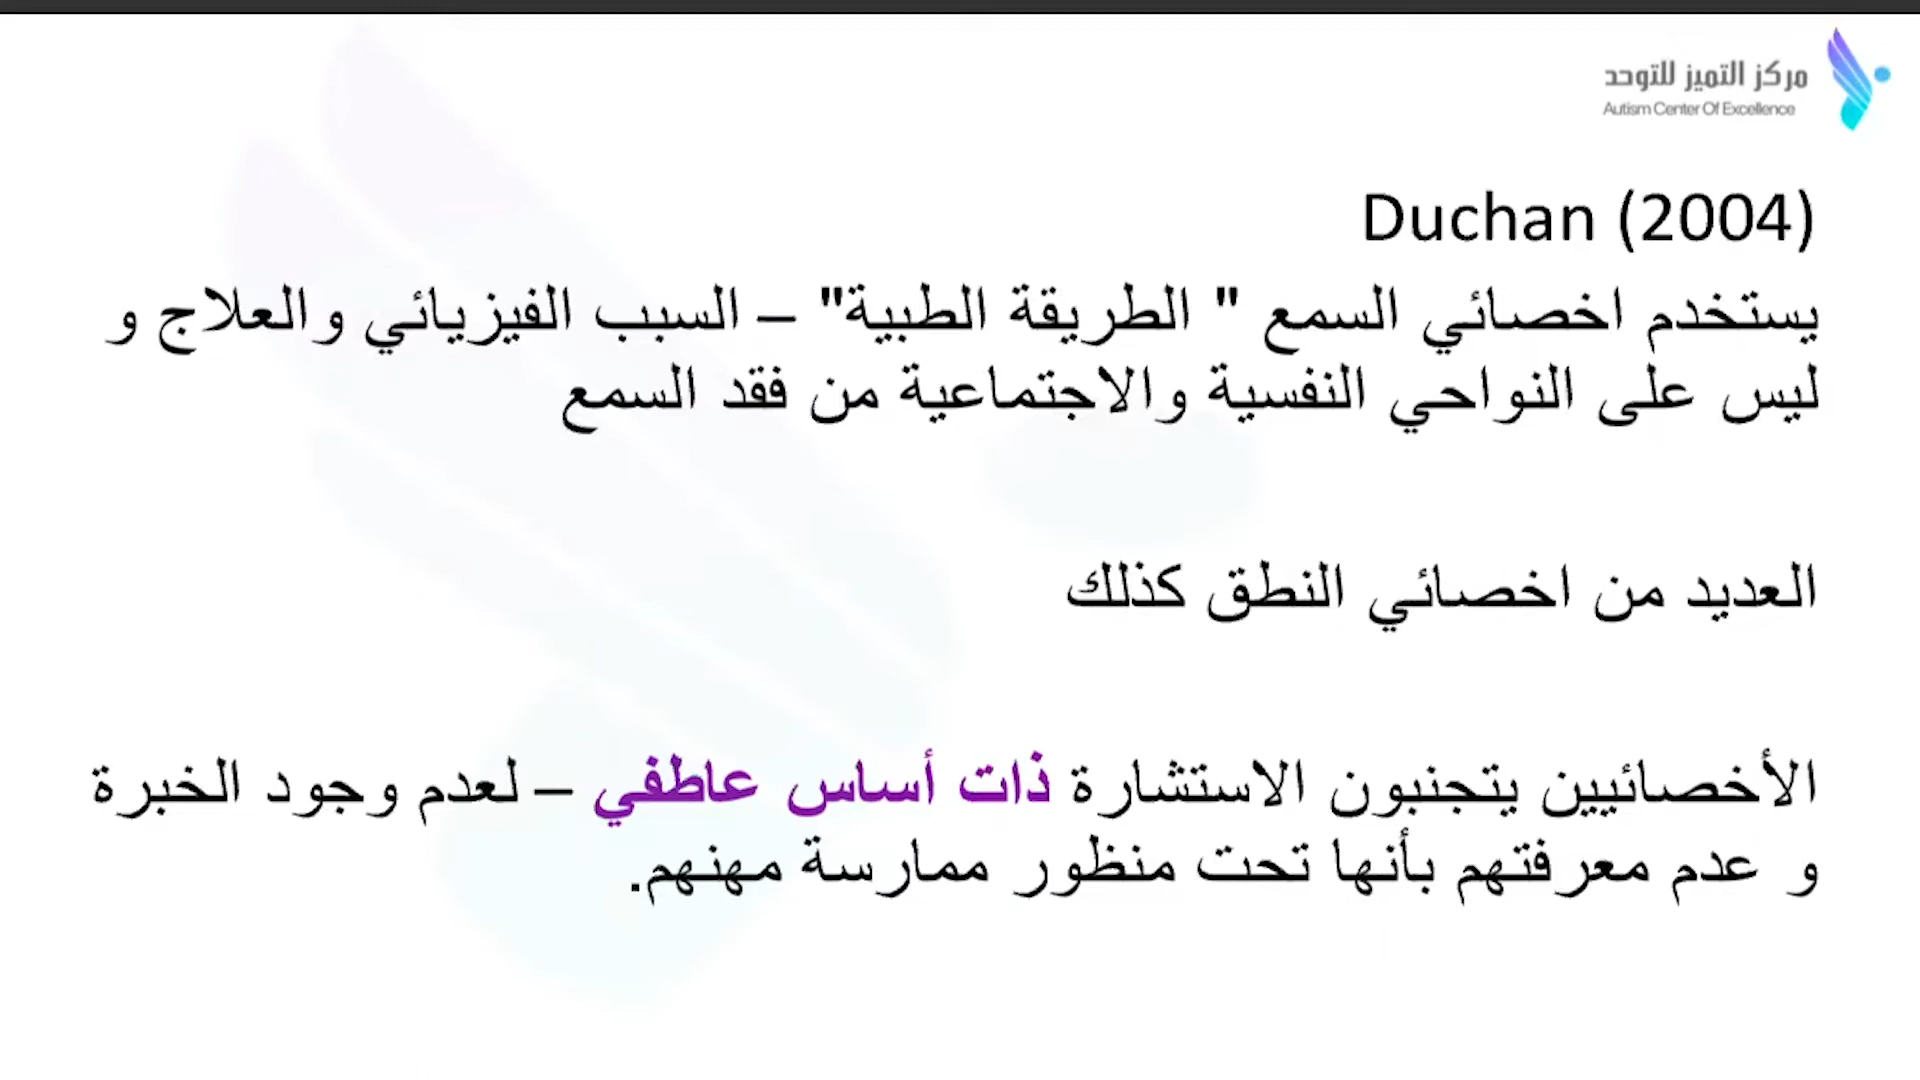 مركز التميز للتوحد
Autism Center Of Excellence
Duchan (2004)
يستخدم اخصائي السمع " الطريقة الطبية" – السبب الفيزيائي والعلاج و
ليس على النواحي النفسية والاجتماعية من فقد السمع
العديد من اخصائي النطق كذلك
الأخصائيين يتجنبون الاستشارة ذات أساس عاطفي – لعدم وجود الخبرة
و عدم معرفتهم بأنها تحت منظور ممارسة مهنهم.